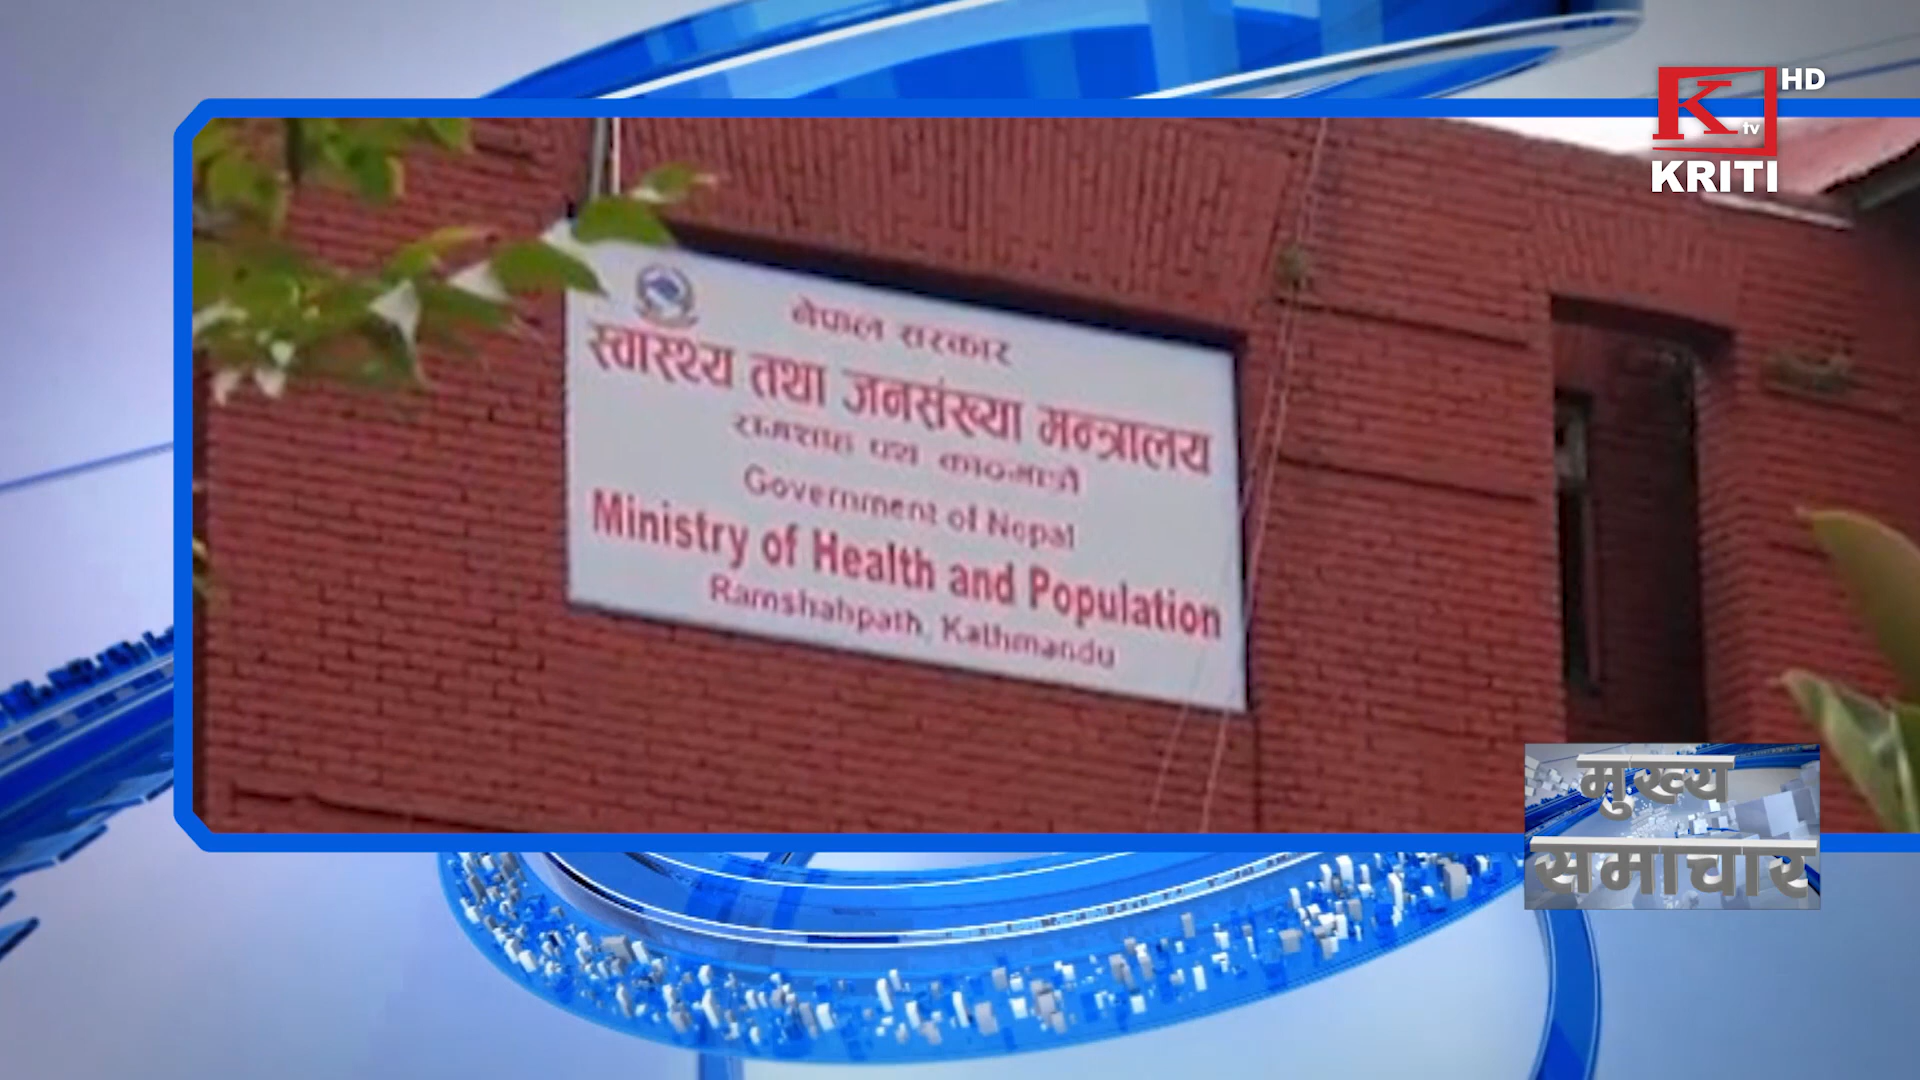 HD
K tv
KRITI
नेपाल सरकार
स्वास्थ्य तथा जनसंख्या मन्त्रालय
रामशाह पथ काठमाडौं
Government of Nepal
Ministry of Health and Population
Ramshahpath, Kathmandu
मुख्य
समाचार